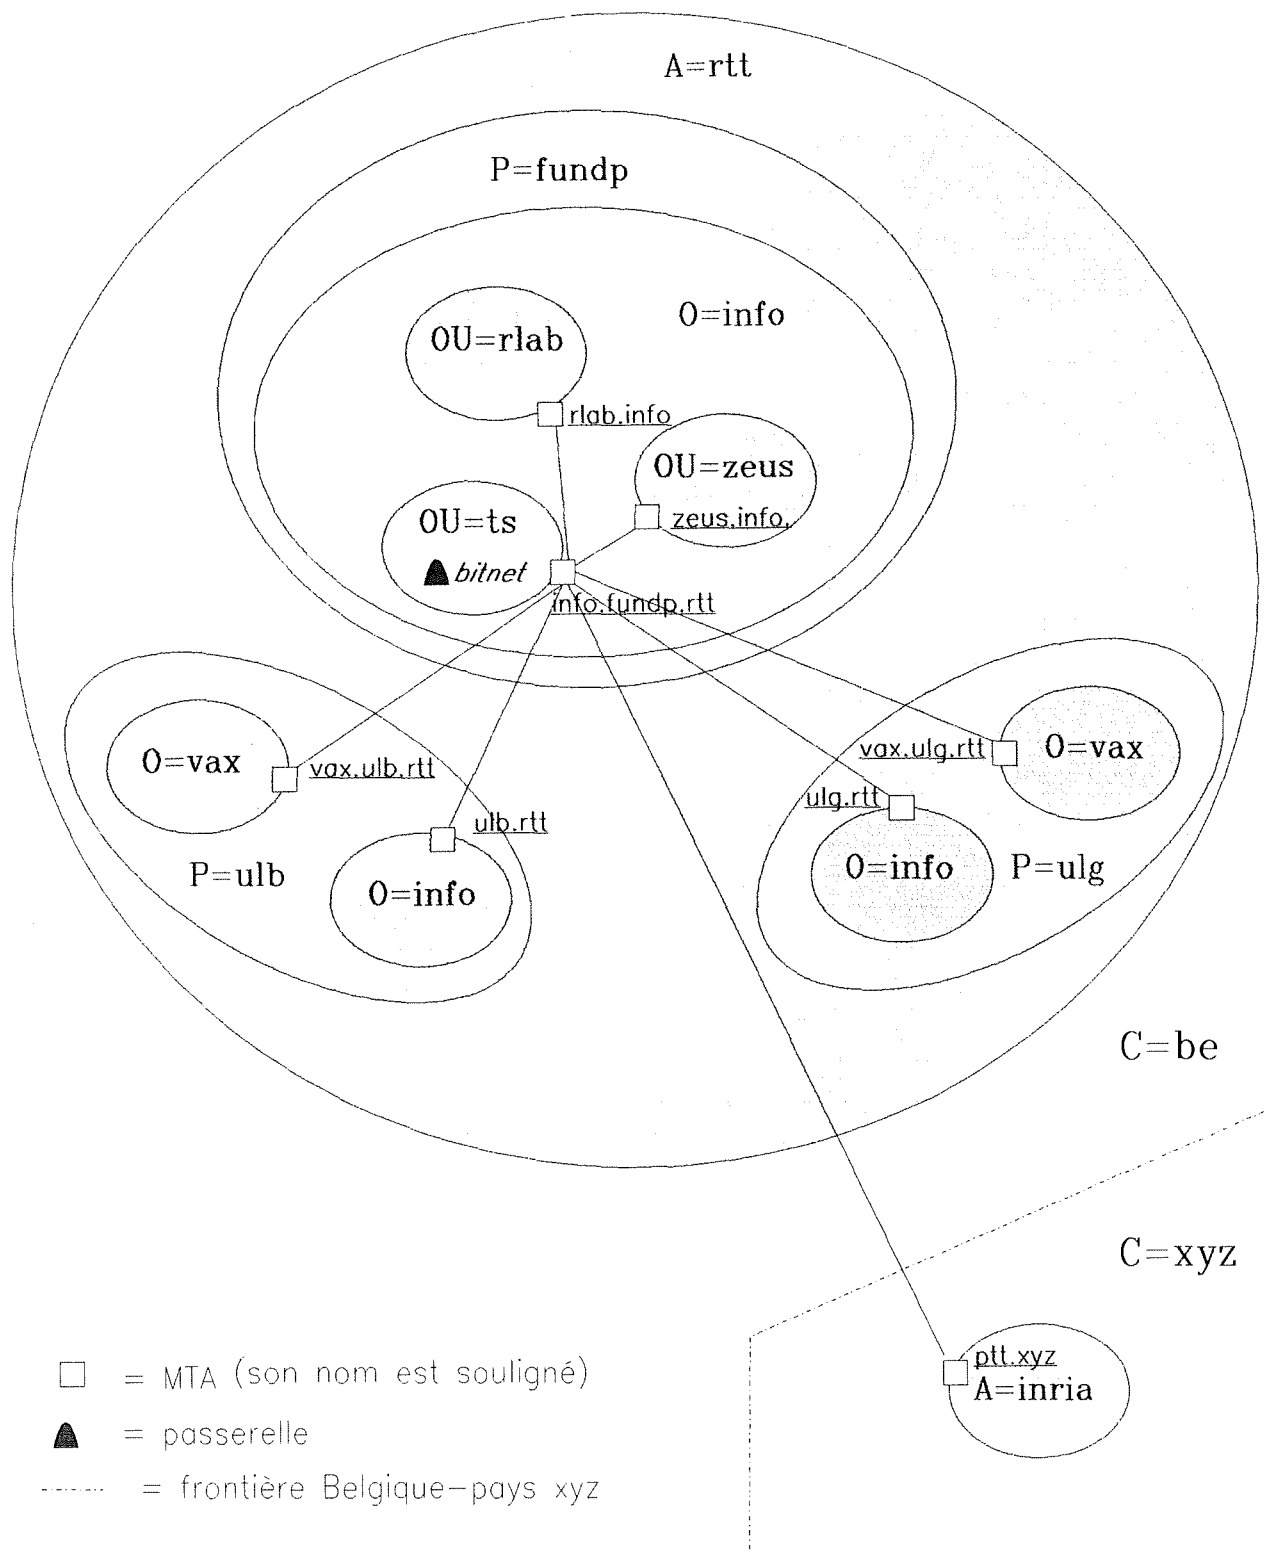 A=rtt
P=fundp
O=info
OU=rlab
rlab.info
OU=zeus
zeus.info.
OU=ts
bitnet
info.fundp.rtt
O=vax
vax.ulb.rtt
ulb.rtt
P=ulb
O=info
vax.ulg.rtt
O=vax
ulg.rtt
O=info
P=ulg
C=be
C=xyz
ptt.xyz
A=inria
= MTA (son nom est souligné)
= passerelle
= frontière Belgique-pays xyz